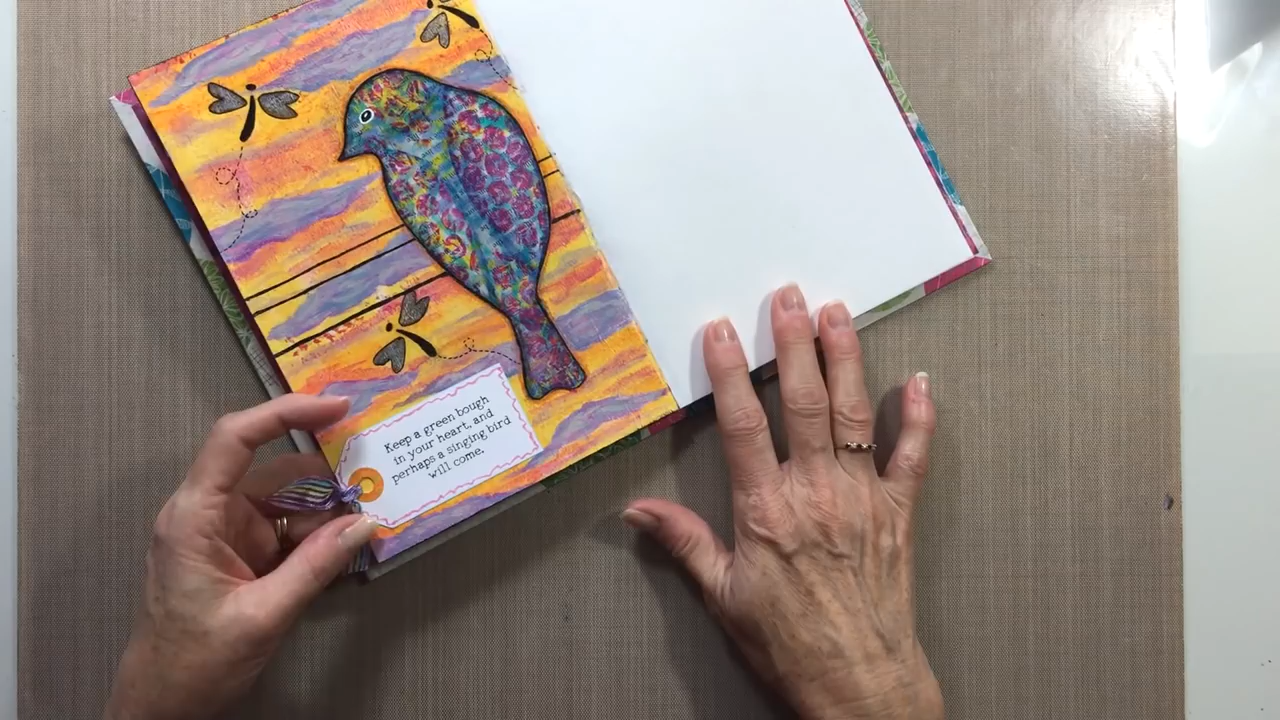 Keep a green bough
in your heart, and
perhaps a singing bird
will come.